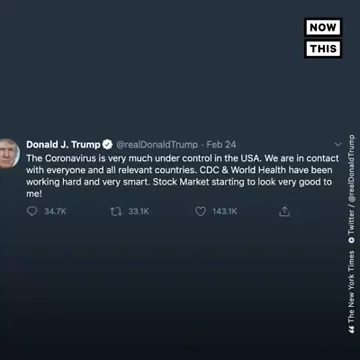 NOW
THIS
Donald J. Trump @realDonaldTrump · Feb 24
The Coronavirus is very much under control in the USA. We are in contact
with everyone and all relevant countries. CDC & World Health have been
working hard and very smart. Stock Market starting to look very good to
me!
34.7K 33.1K 143.1K
❝ The New York Times Twitter / @realDonaldTrump